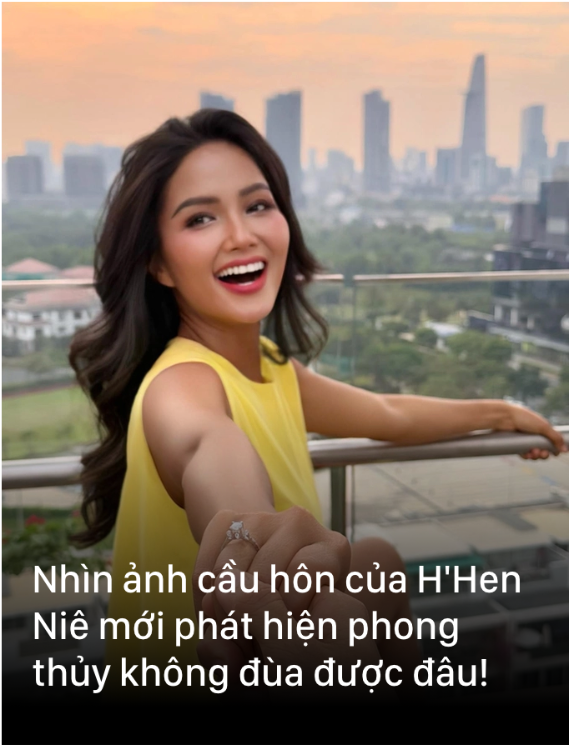 Nhìn ảnh cầu hôn của H'Hen
Niê mới phát hiện phong
thủy không đùa được đâu!